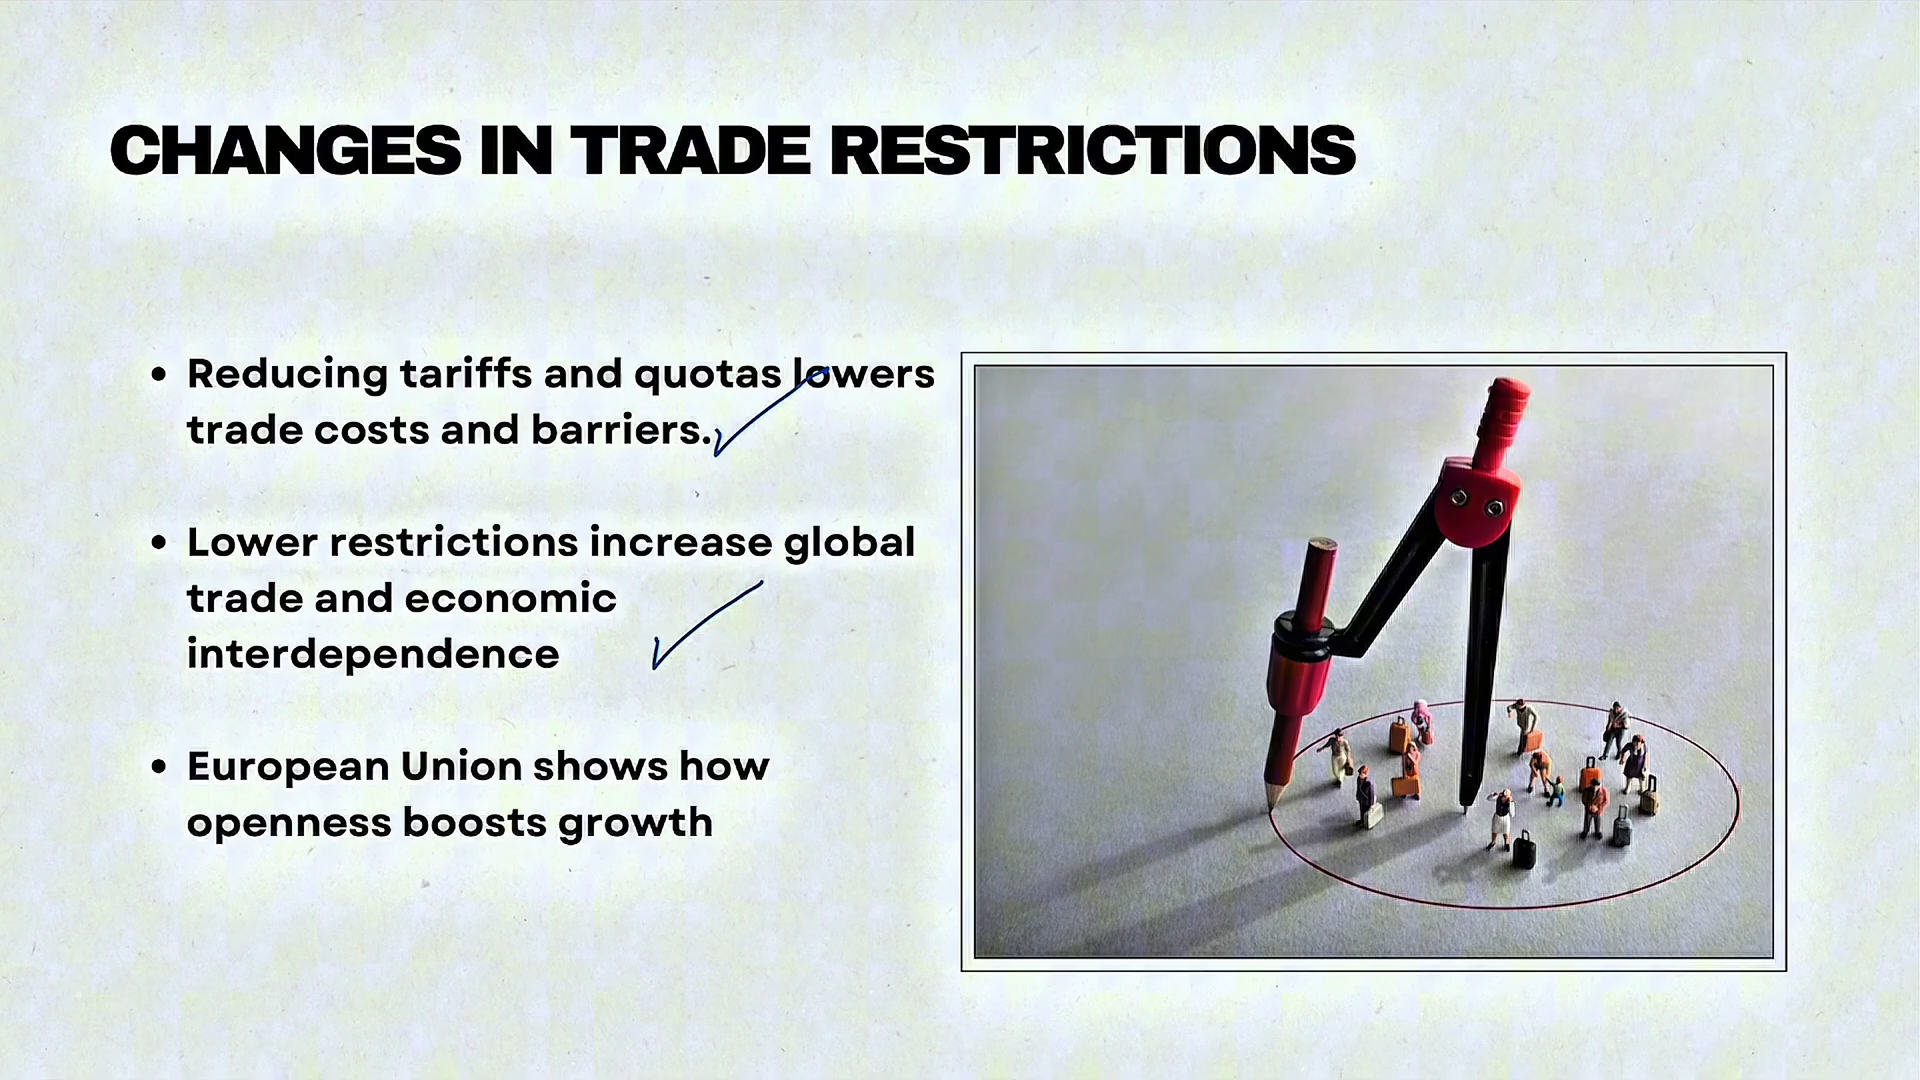 CHANGES IN TRADE RESTRICTIONS
• Reducing tariffs and quotas lowers
trade costs and barriers.
• Lower restrictions increase global
trade and economic
interdependence
• European Union shows how
openness boosts growth